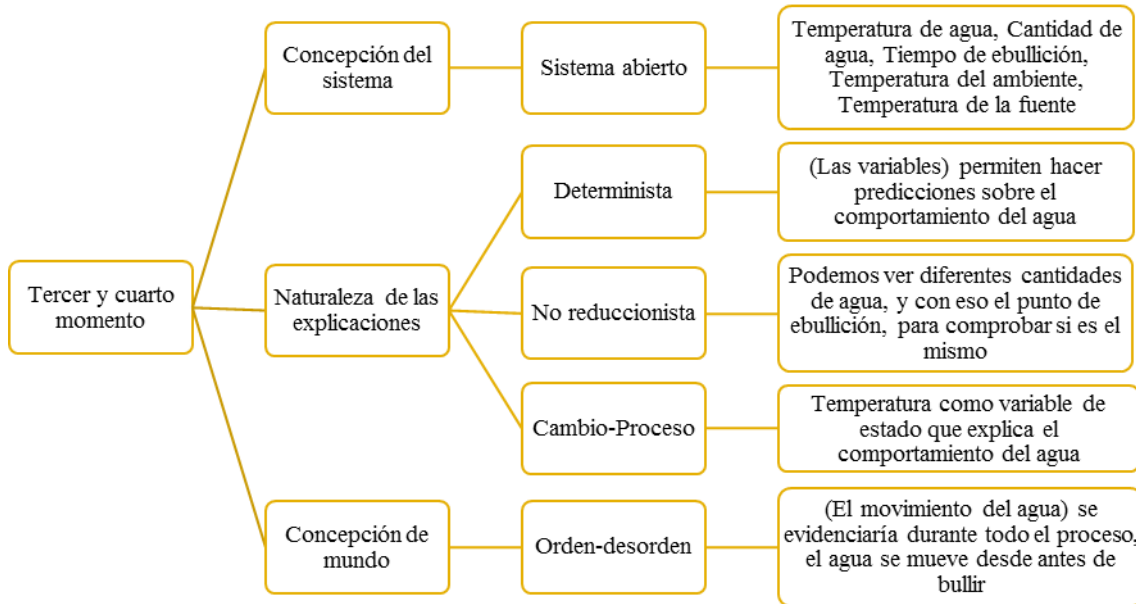 Tercer y cuarto
momento
Concepción del
sistema
Sistema abierto
Temperatura de agua, Cantidad de
agua, Tiempo de ebullición,
Temperatura del ambiente,
Temperatura de la fuente
Naturaleza de las
explicaciones
Determinista
(Las variables) permiten hacer
predicciones sobre el
comportamiento del agua
No reduccionista
Podemos ver diferentes cantidades
de agua, y con eso el punto de
ebullición, para comprobar si es el
mismo
Cambio-Proceso
Temperatura como variable de
estado que explica el
comportamiento del agua
Concepción de
mundo
Orden-desorden
(El movimiento del agua) se
evidenciaría durante todo el proceso,
el agua se mueve desde antes de
bullir